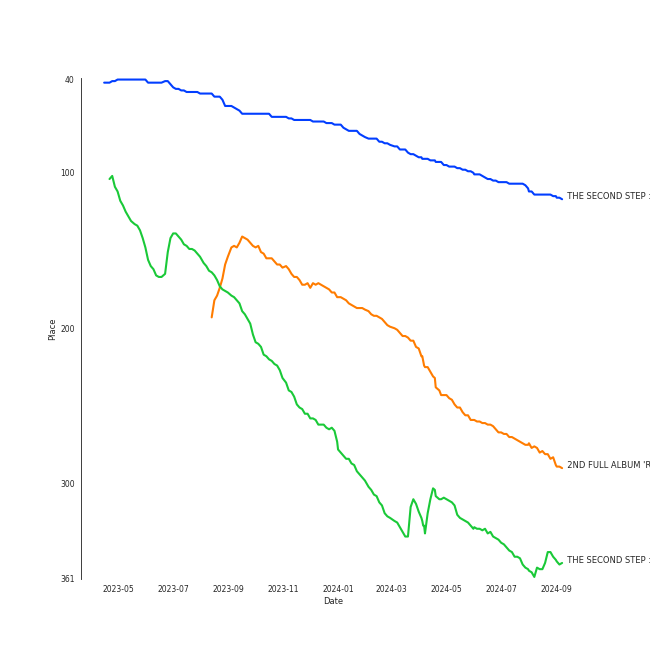 40
100
200
300
361
Place
2023-05 2023-07 2023-09 2023-11 2024-01 2024-03 2024-05 2024-07 2024-09
Date
THE SECOND STEP :
2ND FULL ALBUM 'R
THE SECOND STEP :